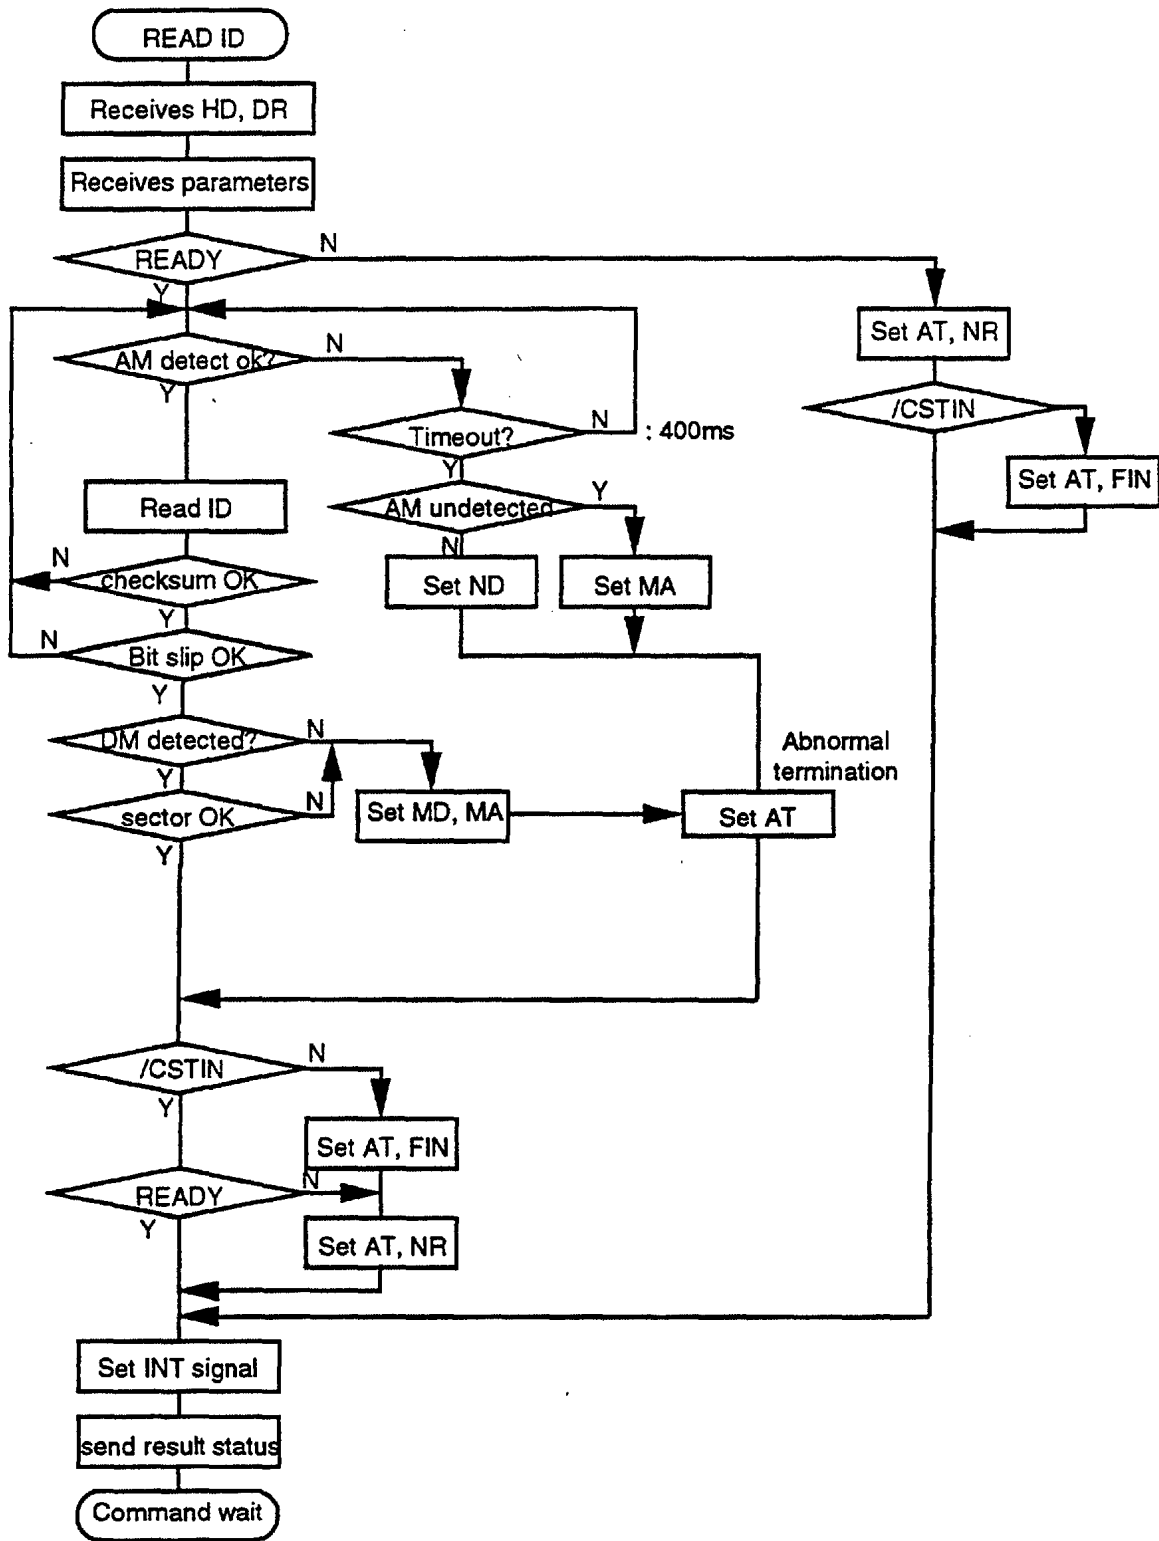 READ ID
Receives HD, DR
Receives parameters
READY
N
Y
AM detect ok?
N
Y
Set AT, NR
/CSTIN
Timeout?
N
: 400ms
Y
Set AT, FIN
AM undetected
Y
N
Read ID
Set ND
Set MA
checksum OK
N
Y
Bit slip OK
N
Y
DM detected?
N
Y
Abnormal
termination
sector OK
N
Y
Set MD, MA
Set AT
/CSTIN
N
Y
Set AT, FIN
READY
N
Y
Set AT, NR
Set INT signal
send result status
Command wait